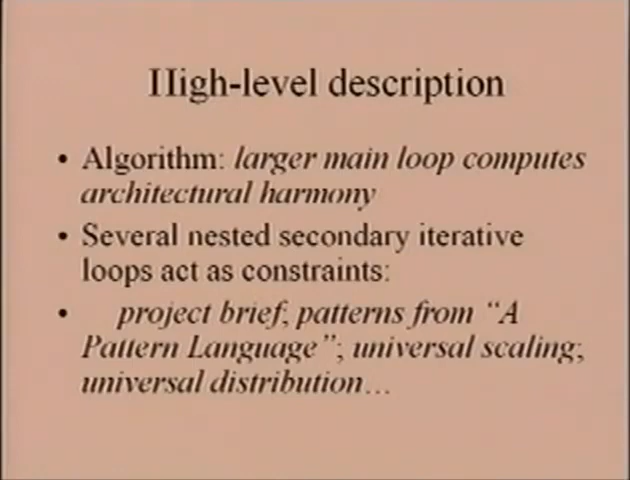 High-level description
• Algorithm: larger main loop computes
architectural harmony
• Several nested secondary iterative
loops act as constraints:
• project brief; patterns from “A
Pattern Language”; universal scaling;
universal distribution…